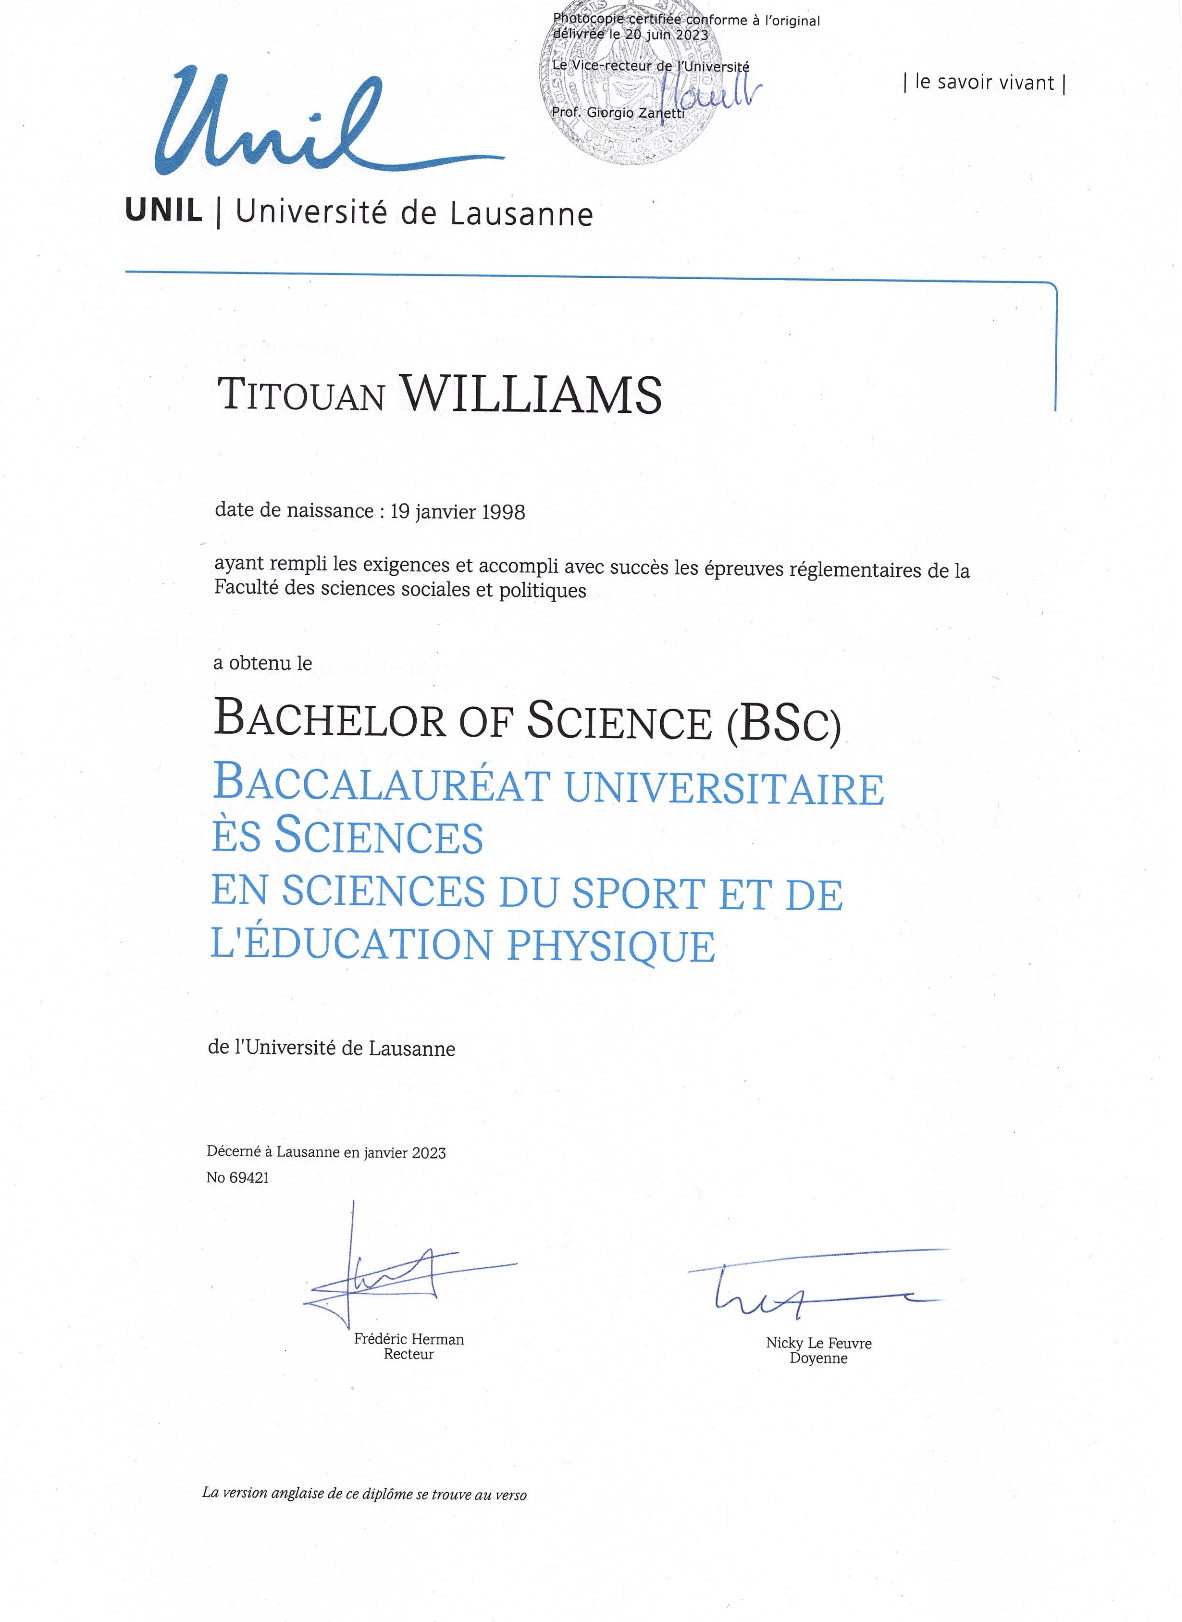 Photocopie certifiée conforme à l'original
délivrée le 20 juin 2023
Le Vice-recteur de l'Université
Prof. Giorgio Zanetti
| le savoir vivant |
Unil
UNIL | Université de Lausanne
TITOUAN WILLIAMS
date de naissance : 19 janvier 1998
ayant rempli les exigences et accompli avec succès les épreuves réglementaires de la
Faculté des sciences sociales et politiques
a obtenu le
BACHELOR OF SCIENCE (BSC)
BACCALAURÉAT UNIVERSITAIRE
ÈS SCIENCES
EN SCIENCES DU SPORT ET DE
L'ÉDUCATION PHYSIQUE
de l'Université de Lausanne
Décerné à Lausanne en janvier 2023
No 69421
Frédéric Herman
Recteur
Nicky Le Feuvre
Doyenne
La version anglaise de ce diplôme se trouve au verso